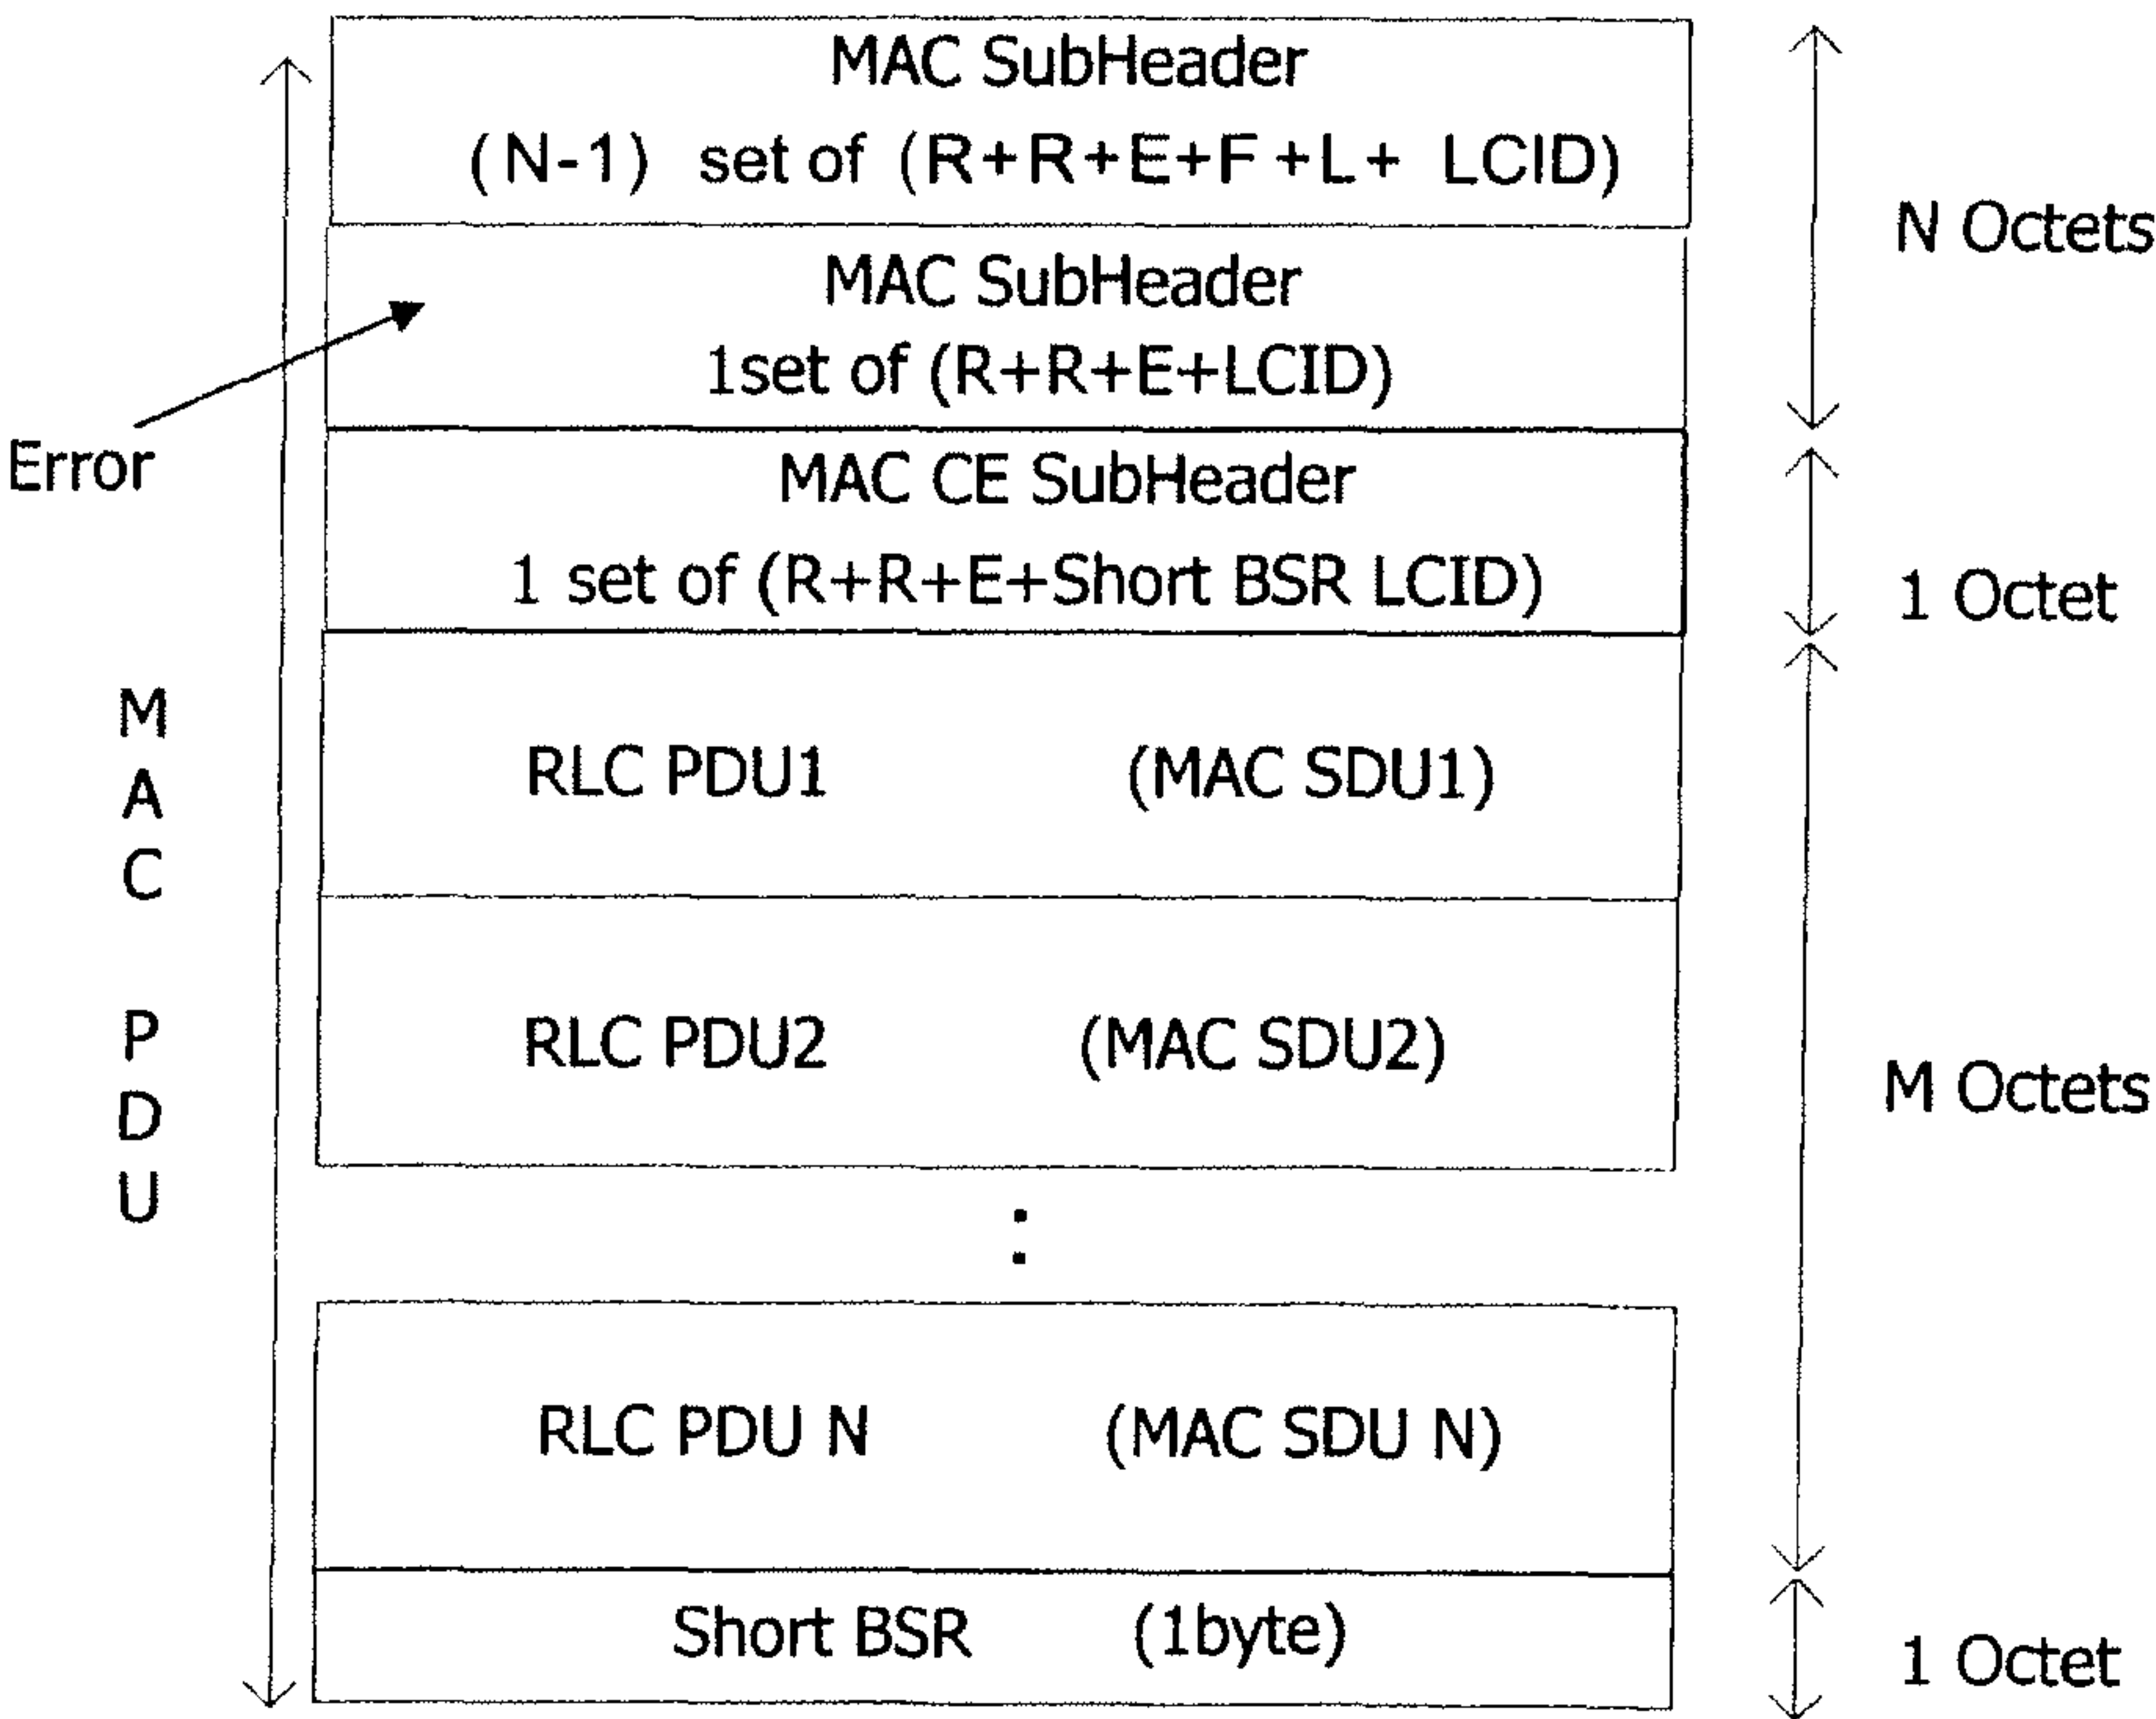 MAC SubHeader
(N-1) set of (R+R+E+F+L+ LCID)
N Octets
MAC SubHeader
1set of (R+R+E+LCID)
Error
MAC CE SubHeader
1 set of (R+R+E+Short BSR LCID)
1 Octet
MAC PDU
RLC PDU1 (MAC SDU1)
RLC PDU2 (MAC SDU2)
M Octets
:
RLC PDU N (MAC SDU N)
Short BSR (1byte)
1 Octet